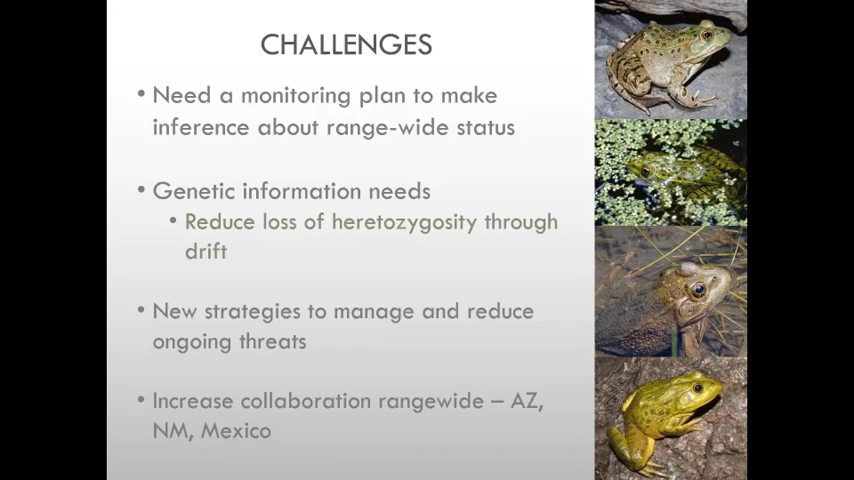 CHALLENGES
• Need a monitoring plan to make
inference about range-wide status
• Genetic information needs
• Reduce loss of heretozygosity through
drift
• New strategies to manage and reduce
ongoing threats
• Increase collaboration rangewide – AZ,
NM, Mexico